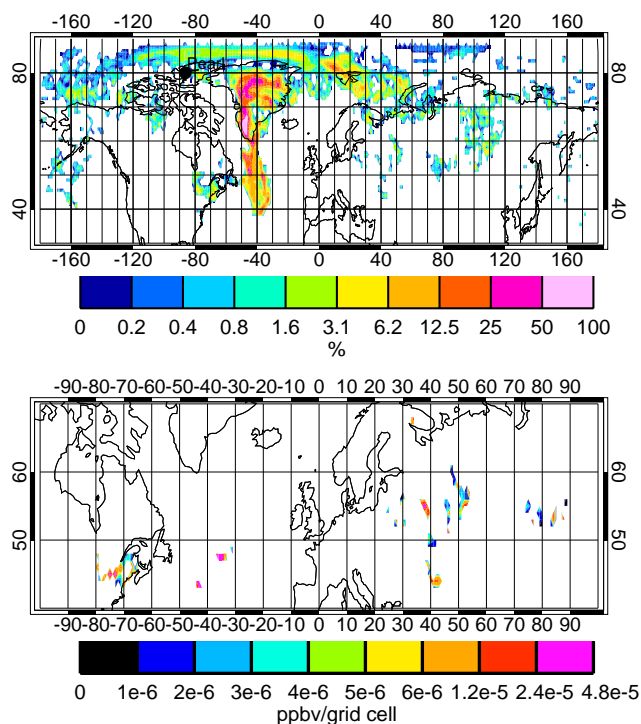 -160 -120 -80 -40 0 40 80 120 160
80 80
40 40
-160 -120 -80 -40 0 40 80 120 160
0 0.2 0.4 0.8 1.6 3.1 6.2 12.5 25 50 100
%
-90-80-70-60-50-40-30-20-10 0 10 20 30 40 50 60 70 80 90
60 60
50 50
-90-80-70-60-50-40-30-20-10 0 10 20 30 40 50 60 70 80 90
0 1e-6 2e-6 3e-6 4e-6 5e-6 6e-6 1.2e-5 2.4e-5 4.8e-5
ppbv/grid cell